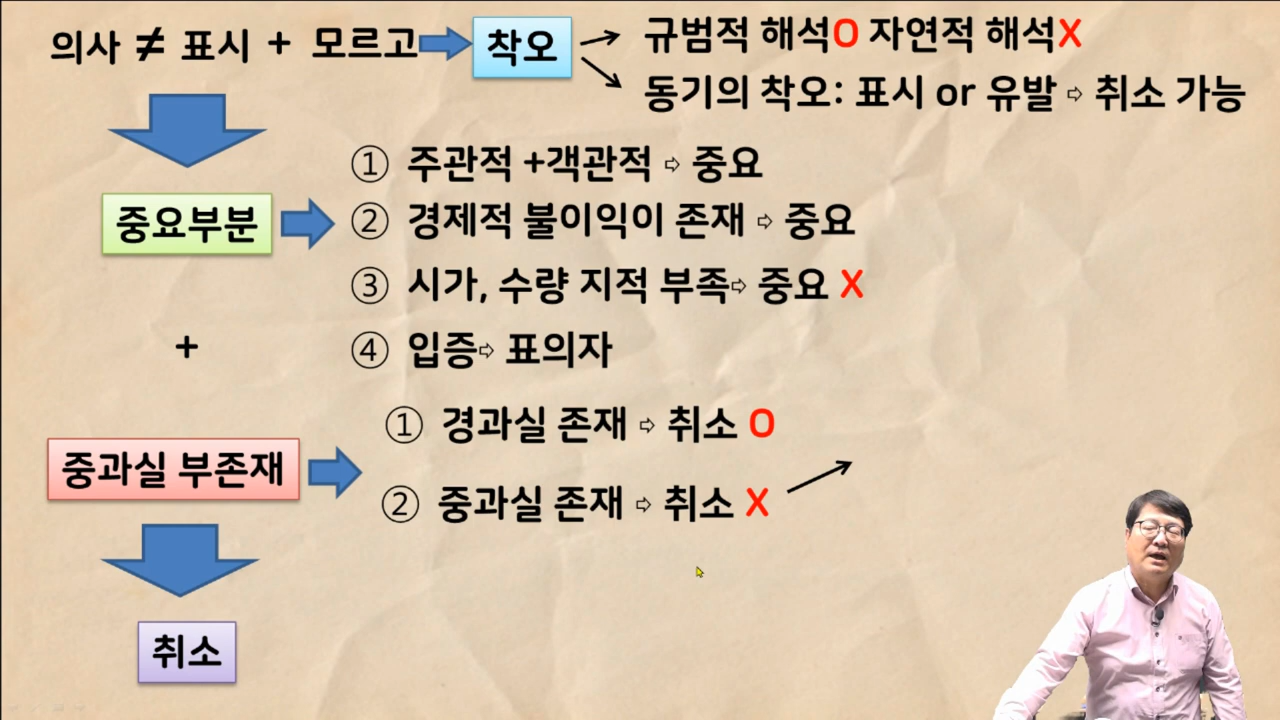 의사 ≠ 표시 + 모르고
착오
규범적 해석O 자연적 해석X
동기의 착오: 표시 or 유발 ⇨ 취소 가능
중요부분
① 주관적 +객관적 ⇨ 중요
② 경제적 불이익이 존재 ⇨ 중요
③ 시가, 수량 지적 부족⇨ 중요 X
④ 입증⇨ 표의자
+
중과실 부존재
① 경과실 존재 ⇨ 취소 O
② 중과실 존재 ⇨ 취소 X
취소